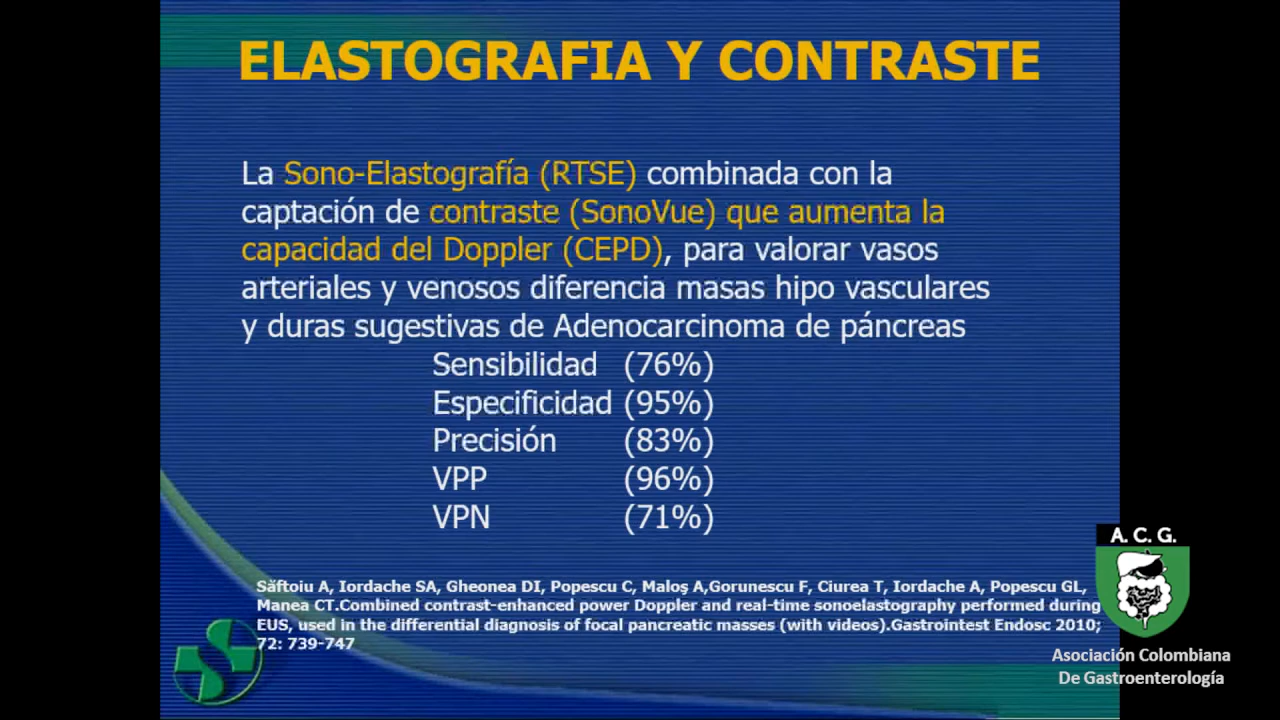 ELASTOGRAFIA Y CONTRASTE
La Sono-Elastografía (RTSE) combinada con la
captación de contraste (SonoVue) que aumenta la
capacidad del Doppler (CEPD), para valorar vasos
arteriales y venosos diferencia masas hipo vasculares
y duras sugestivas de Adenocarcinoma de páncreas
Sensibilidad (76%)
Especificidad (95%)
Precisión (83%)
VPP (96%)
VPN (71%)
Săftoiu A, Iordache SA, Gheonea DI, Popescu C, Maloş A,Gorunescu F, Ciurea T, Iordache A, Popescu GL,
Manea CT.Combined contrast-enhanced power Doppler and real-time sonoelastography performed during
EUS, used in the differential diagnosis of focal pancreatic masses (with videos).Gastrointest Endosc 2010;
72: 739-747
A. C. G.
Asociación Colombiana
De Gastroenterología